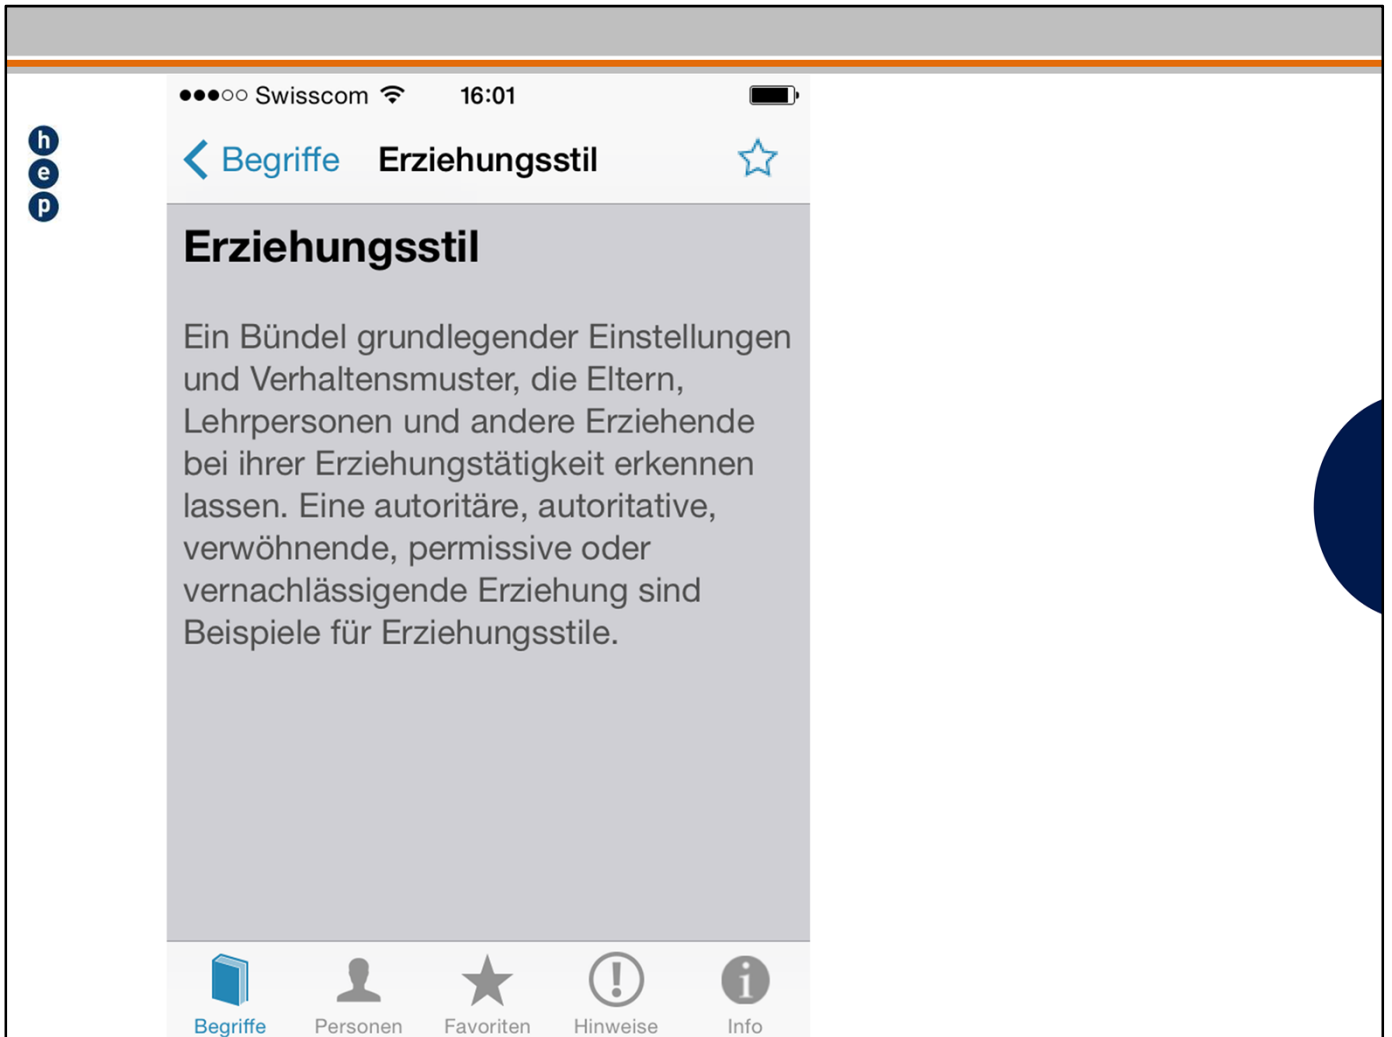 Swisscom 16:01
h
e
p
Begriffe Erziehungsstil
Erziehungsstil
Ein Bündel grundlegender Einstellungen
und Verhaltensmuster, die Eltern,
Lehrpersonen und andere Erziehende
bei ihrer Erziehungstätigkeit erkennen
lassen. Eine autoritäre, autoritative,
verwöhnende, permissive oder
vernachlässigende Erziehung sind
Beispiele für Erziehungsstile.
Begriffe Personen Favoriten Hinweise Info